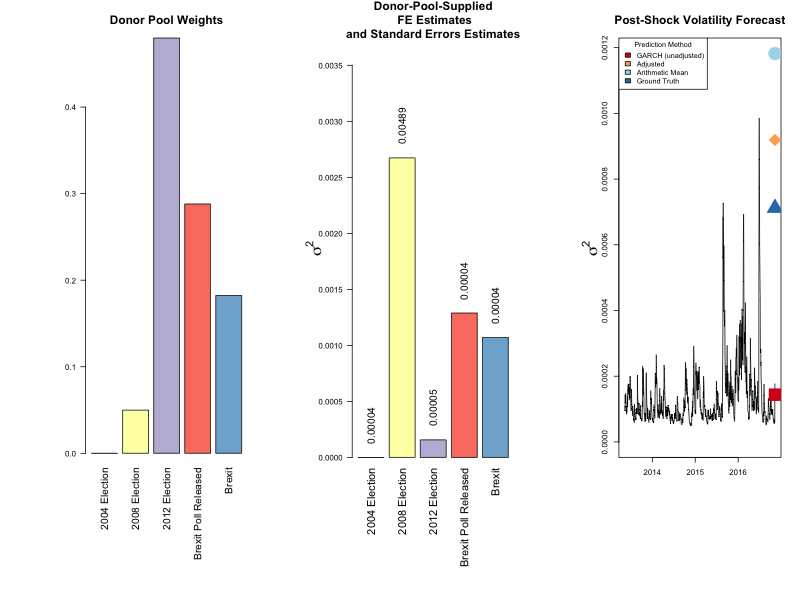 Donor Pool Weights
0.4
0.3
0.2
0.1
0.0
2004 Election
2008 Election
2012 Election
Brexit Poll Released
Brexit
Donor-Pool-Supplied
FE Estimates
and Standard Errors Estimates
σ2
0.0035
0.0030
0.0025
0.0020
0.0015
0.0010
0.0005
0.0000
0.00004
0.00489
0.00005
0.00004
0.00004
2004 Election
2008 Election
2012 Election
Brexit Poll Released
Brexit
Post-Shock Volatility Forecast
σ2
0.0012
0.0010
0.0008
0.0006
0.0004
0.0002
0.0000
Prediction Method
GARCH (unadjusted)
Adjusted
Arithmetic Mean
Ground Truth
2014
2015
2016